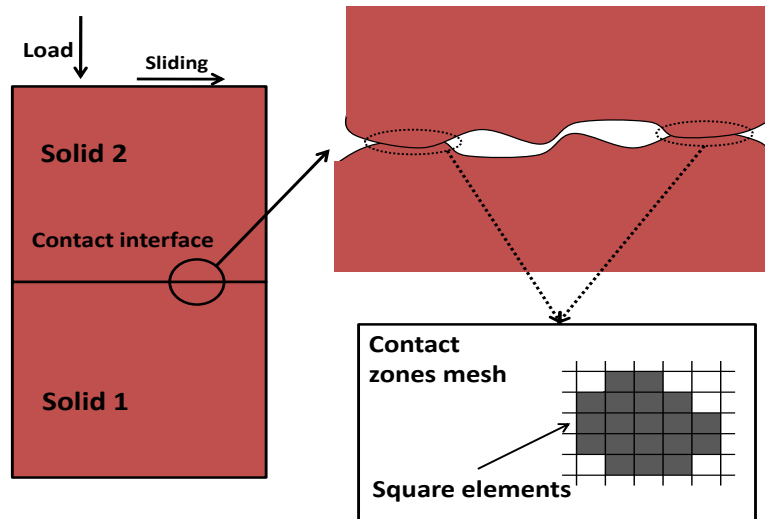 Load
Sliding
Solid 2
Contact interface
Solid 1
Contact
zones mesh
Square elements